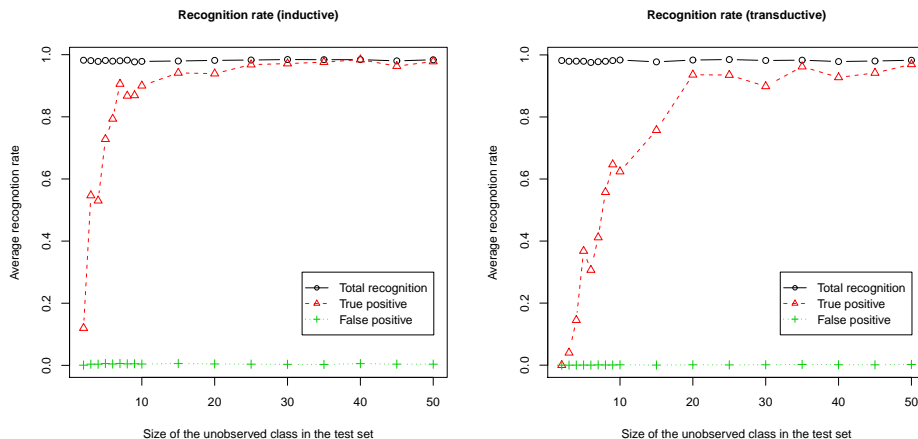 Recognition rate (inductive)
Average recognotion rate
1.0
0.8
0.6
0.4
0.2
0.0
Total recognition
True positive
False positive
10
20
30
40
50
Size of the unobserved class in the test set
Recognition rate (transductive)
Average recognotion rate
1.0
0.8
0.6
0.4
0.2
0.0
Total recognition
True positive
False positive
10
20
30
40
50
Size of the unobserved class in the test set